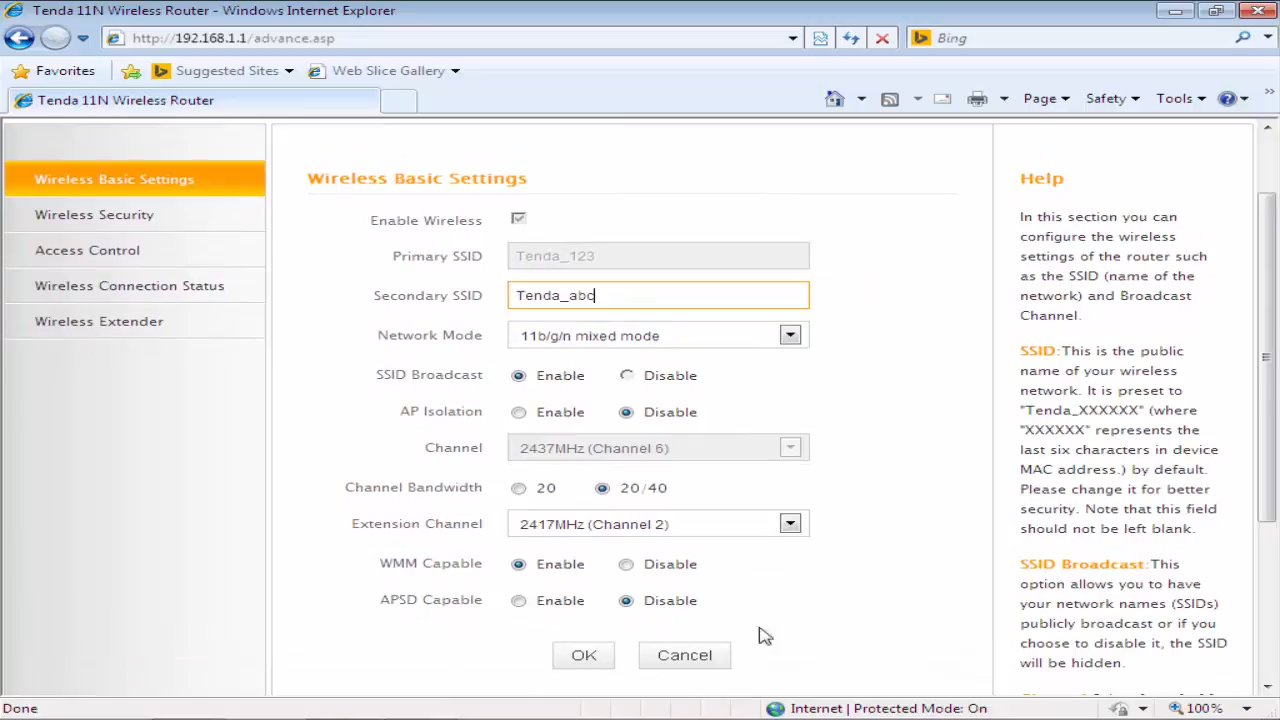 Tenda 11N Wireless Router - Windows Internet Explorer
http://192.168.1.1/advance.asp
Bing
Favorites
Suggested Sites
Web Slice Gallery
Tenda 11N Wireless Router
Page
Safety
Tools
Wireless Basic Settings
Wireless Security
Access Control
Wireless Connection Status
Wireless Extender
Wireless Basic Settings
Enable Wireless
Primary SSID Tenda_123
Secondary SSID Tenda_abc
Network Mode 11b/g/n mixed mode
SSID Broadcast Enable Disable
AP Isolation Enable Disable
Channel 2437MHz (Channel 6)
Channel Bandwidth 20 20/40
Extension Channel 2417MHz (Channel 2)
WMM Capable Enable Disable
APSD Capable Enable Disable
OK Cancel
Help
In this section you can
configure the wireless
settings of the router such
as the SSID (name of the
network) and Broadcast
Channel.
SSID:This is the public
name of your wireless
network. It is preset to
"Tenda_XXXXXX" (where
"XXXXXX" represents the
last six characters in device
MAC address.) by default.
Please change it for better
security. Note that this field
should not be left blank.
SSID Broadcast:This
option allows you to have
your network names (SSIDs)
publicly broadcast or if you
choose to disable it, the SSID
will be hidden.
Done
Internet | Protected Mode: On
100%